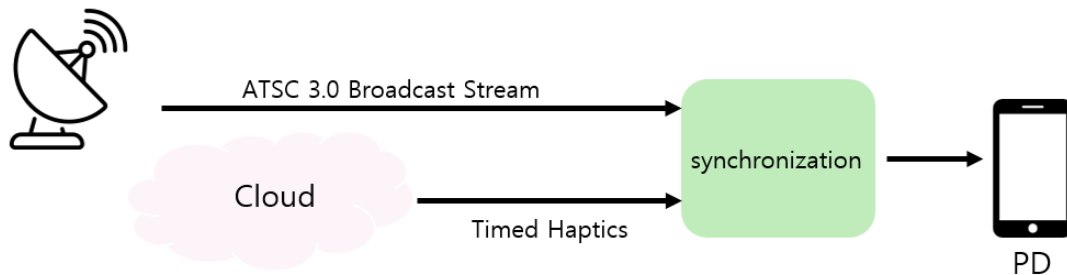 ATSC 3.0 Broadcast Stream
Cloud
synchronization
Timed Haptics
PD